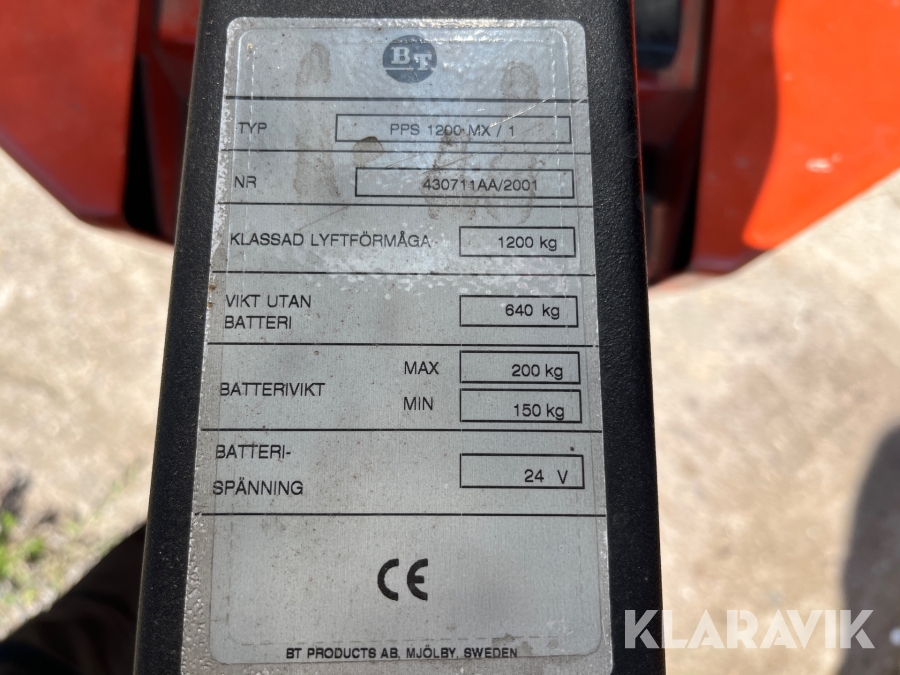 BT
TYP PPS 1200 MX / 1
NR 430711AA/2001
KLASSAD LYFTFÖRMÅGA 1200 kg
VIKT UTAN
BATTERI 640 kg
BATTERIVIKT MAX 200 kg
MIN 150 kg
BATTERI-
SPÄNNING 24 V
CE
BT PRODUCTS AB, MJÖLBY, SWEDEN
KLARAVIK